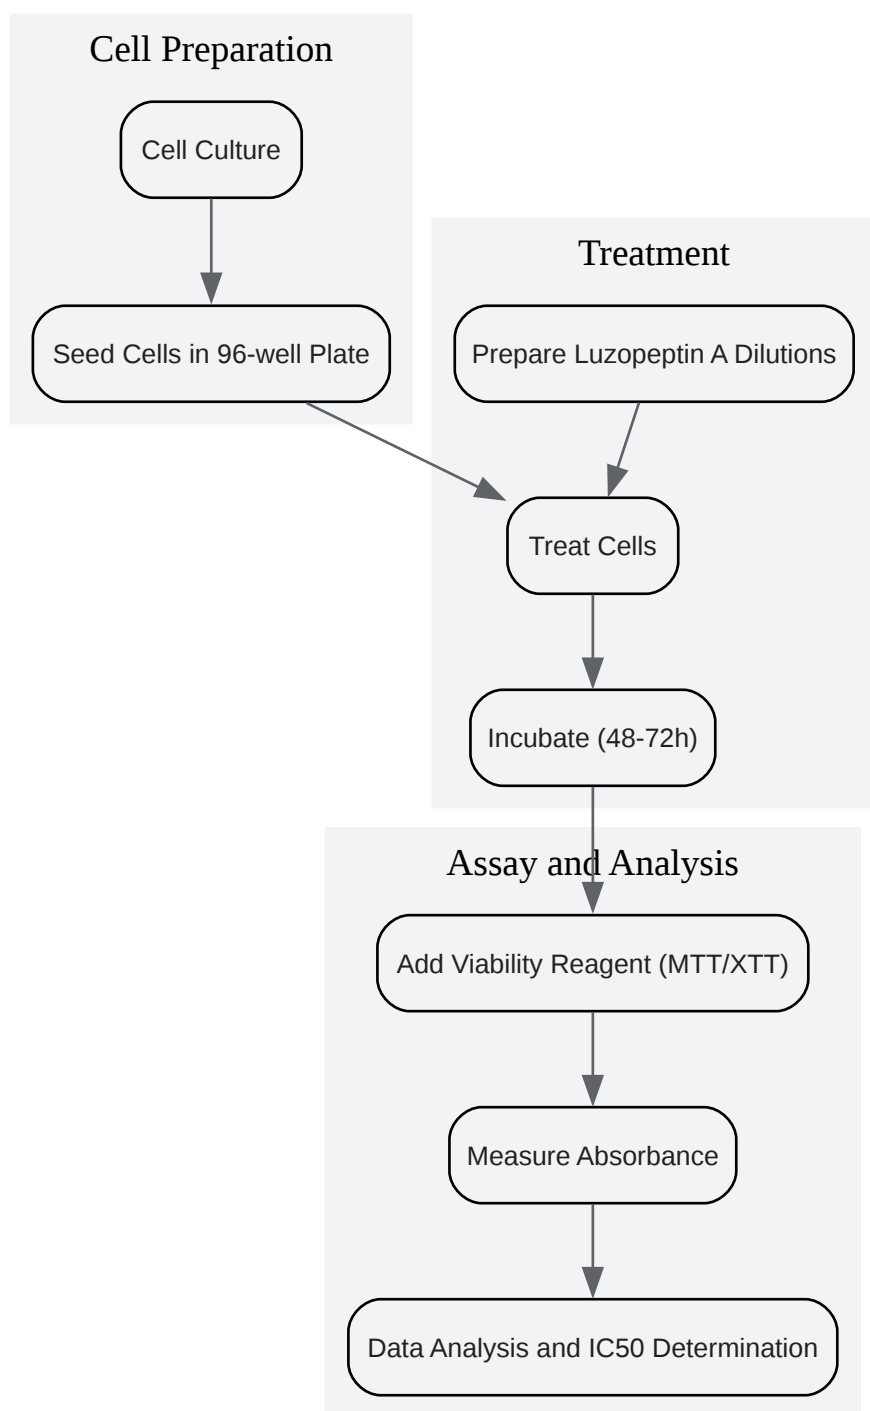 Cell Preparation
Cell Culture
Seed Cells in 96-well Plate
Treatment
Prepare Luzopeptin A Dilutions
Treat Cells
Incubate (48-72h)
Assay and Analysis
Add Viability Reagent (MTT/XTT)
Measure Absorbance
Data Analysis and IC50 Determination